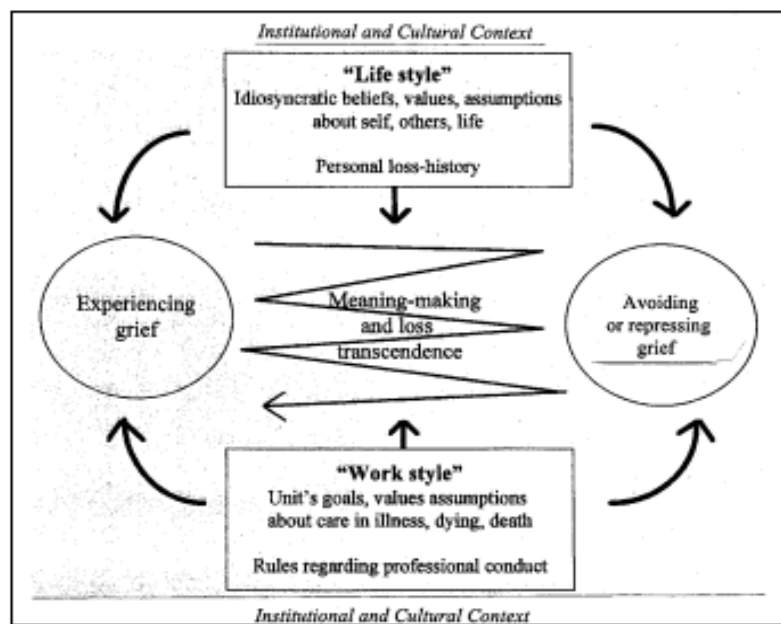 Institutional and Cultural Context
“Life style”
Idiosyncratic beliefs, values, assumptions
about self, others, life
Personal loss-history
Experiencing
grief
Meaning-making
and loss
transcendence
Avoiding
or repressing
grief
“Work style”
Unit's goals, values assumptions
about care in illness, dying, death
Rules regarding professional conduct
Institutional and Cultural Context